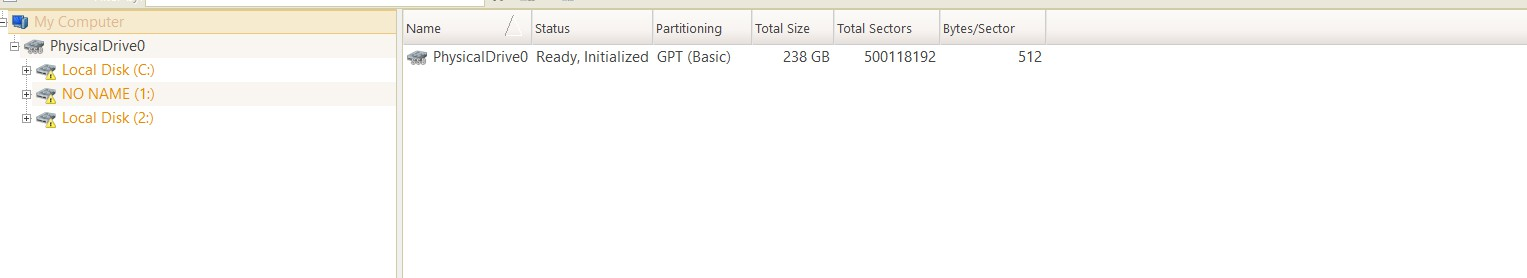 My Computer
PhysicalDrive0
Local Disk (C:)
NO NAME (1:)
Local Disk (2:)
Name Status Partitioning Total Size Total Sectors Bytes/Sector
PhysicalDrive0 Ready, Initialized GPT (Basic) 238 GB 500118192 512